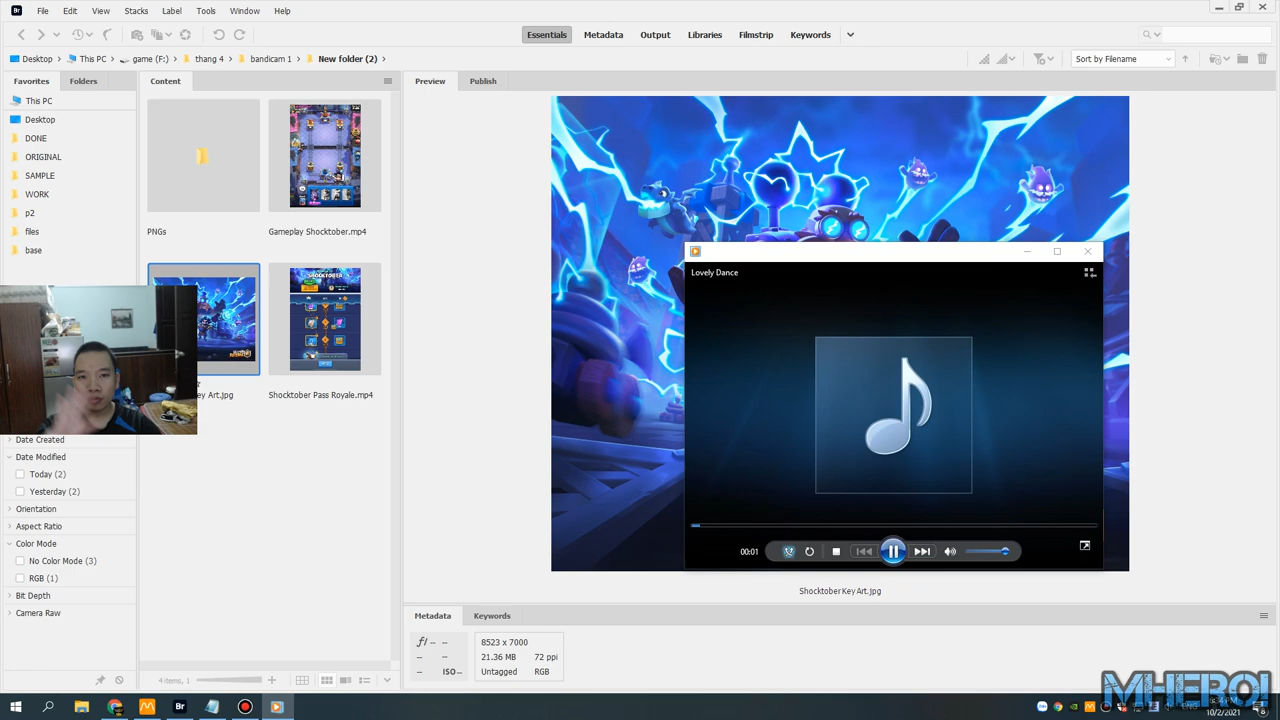 Br File Edit View Stacks Label Tools Window Help
Essentials Metadata Output Libraries Filmstrip Keywords
Desktop > This PC > game (F:) > thang 4 > bandicam 1 > New folder (2) >
Sort by Filename
Favorites Folders
Content
Preview Publish
This PC
Desktop
DONE
ORIGINAL
SAMPLE
WORK
p2
files
base
PNGs
Gameplay Shocktober.mp4
Key Art.jpg
Shocktober Pass Royale.mp4
Lovely Dance
00:01
Date Created
Date Modified
Today (2)
Yesterday (2)
Orientation
Aspect Ratio
Color Mode
No Color Mode (3)
RGB (1)
Bit Depth
Camera Raw
Shocktober Key Art.jpg
Metadata Keywords
f/ -- --
-- --
-- ISO --
8523 x 7000
21.36 MB 72 ppi
Untagged RGB
4 items, 1
MHEROI
Br
10/2/2021